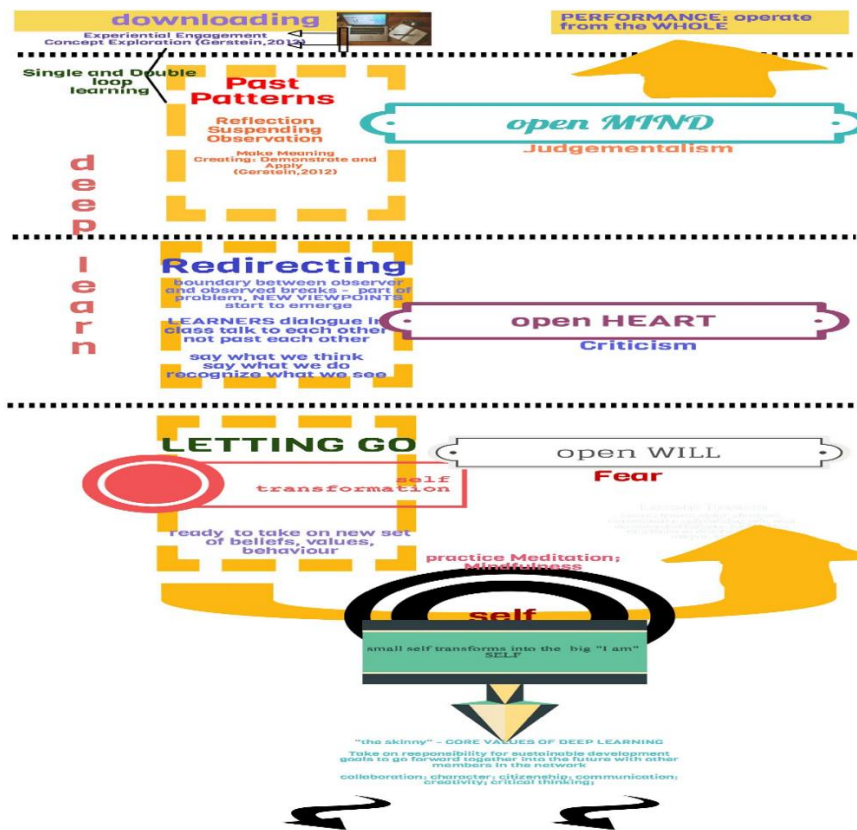 downloading
Experiential Engagement
Concept Exploration (Gerstein,2012)
PERFORMANCE; operate
from the WHOLE
Single and Double
loop
learning
Past
Patterns
Reflection
Suspending
Observation
Make Meaning
Creating: Demonstrate and
Apply
(Gerstein,2012)
open MIND
Judgementalism
deep learn
Redirecting
boundary between observer
and observed breaks - part of
problem, NEW VIEWPOINTS
start to emerge
LEARNERS dialogue in
class talk to each other
not past each other
say what we think
say what we do
recognize what we see
open HEART
Criticism
LETTING GO
self
transformation
ready to take on new set
of beliefs, values,
behaviour
open WILL
Fear
practice Meditation;
Mindfulness
self
small self transforms into the big "I am"
SELF
"the skinny" - CORE VALUES OF DEEP LEARNING
Take on responsibility for sustainable development
goals to go forward together into the future with other
members in the network
collaboration; character; citizenship; communication;
creativity; critical thinking;